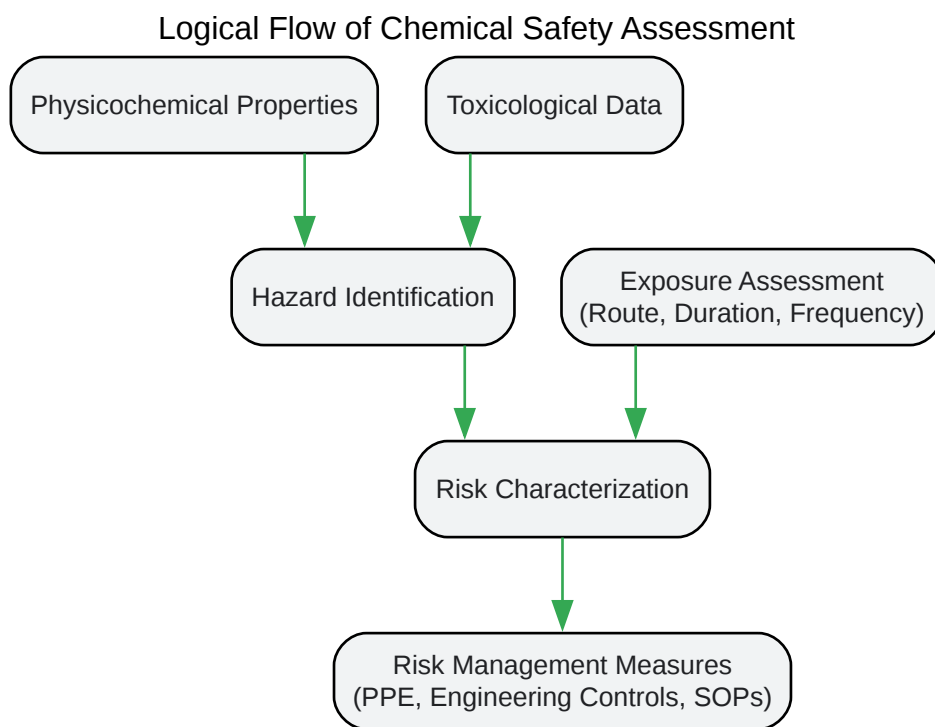 Logical Flow of Chemical Safety Assessment
Physicochemical Properties
Toxicological Data
Hazard Identification
Exposure Assessment
(Route, Duration, Frequency)
Risk Characterization
Risk Management Measures
(PPE, Engineering Controls, SOPs)